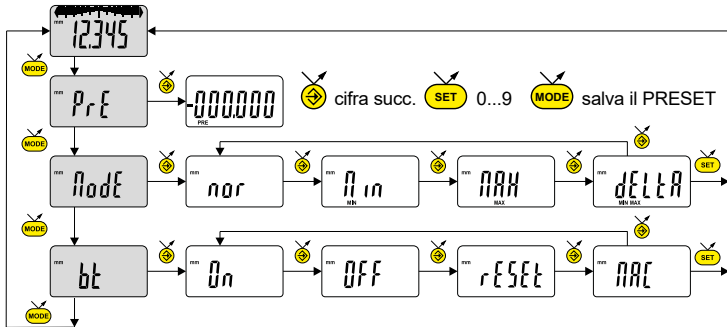 mm 12.345
MODE
mm PrE -000.000 PRE cifra succ. SET 0...9 MODE salva il PRESET
MODE
mm ModE mm nor mm Min MIN mm MAX MAX mm dELtA MIN MAX SET
MODE
mm bt mm On mm OFF mm rESEt mm MAC SET
MODE